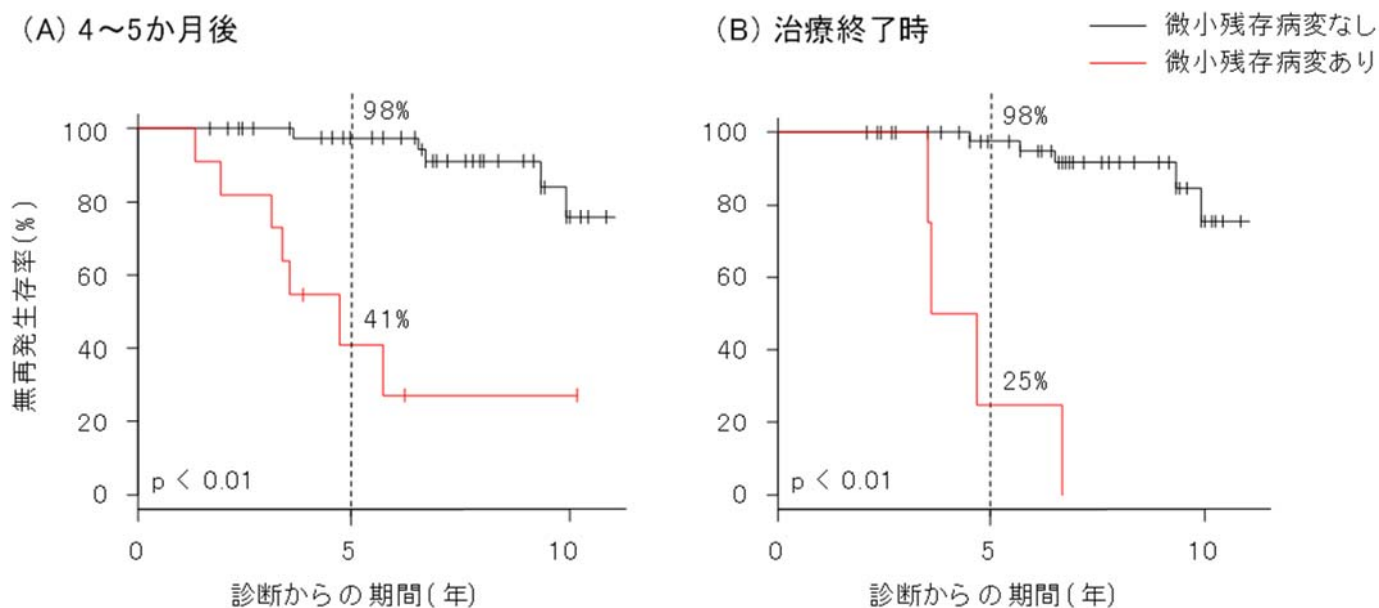 (A) 4～5か月後
(B) 治療終了時
微小残存病変なし
微小残存病変あり
無再発生存率(%)
100
80
60
40
20
0
98%
41%
p < 0.01
0
5
10
診断からの期間(年)
100
80
60
40
20
0
98%
25%
p < 0.01
0
5
10
診断からの期間(年)